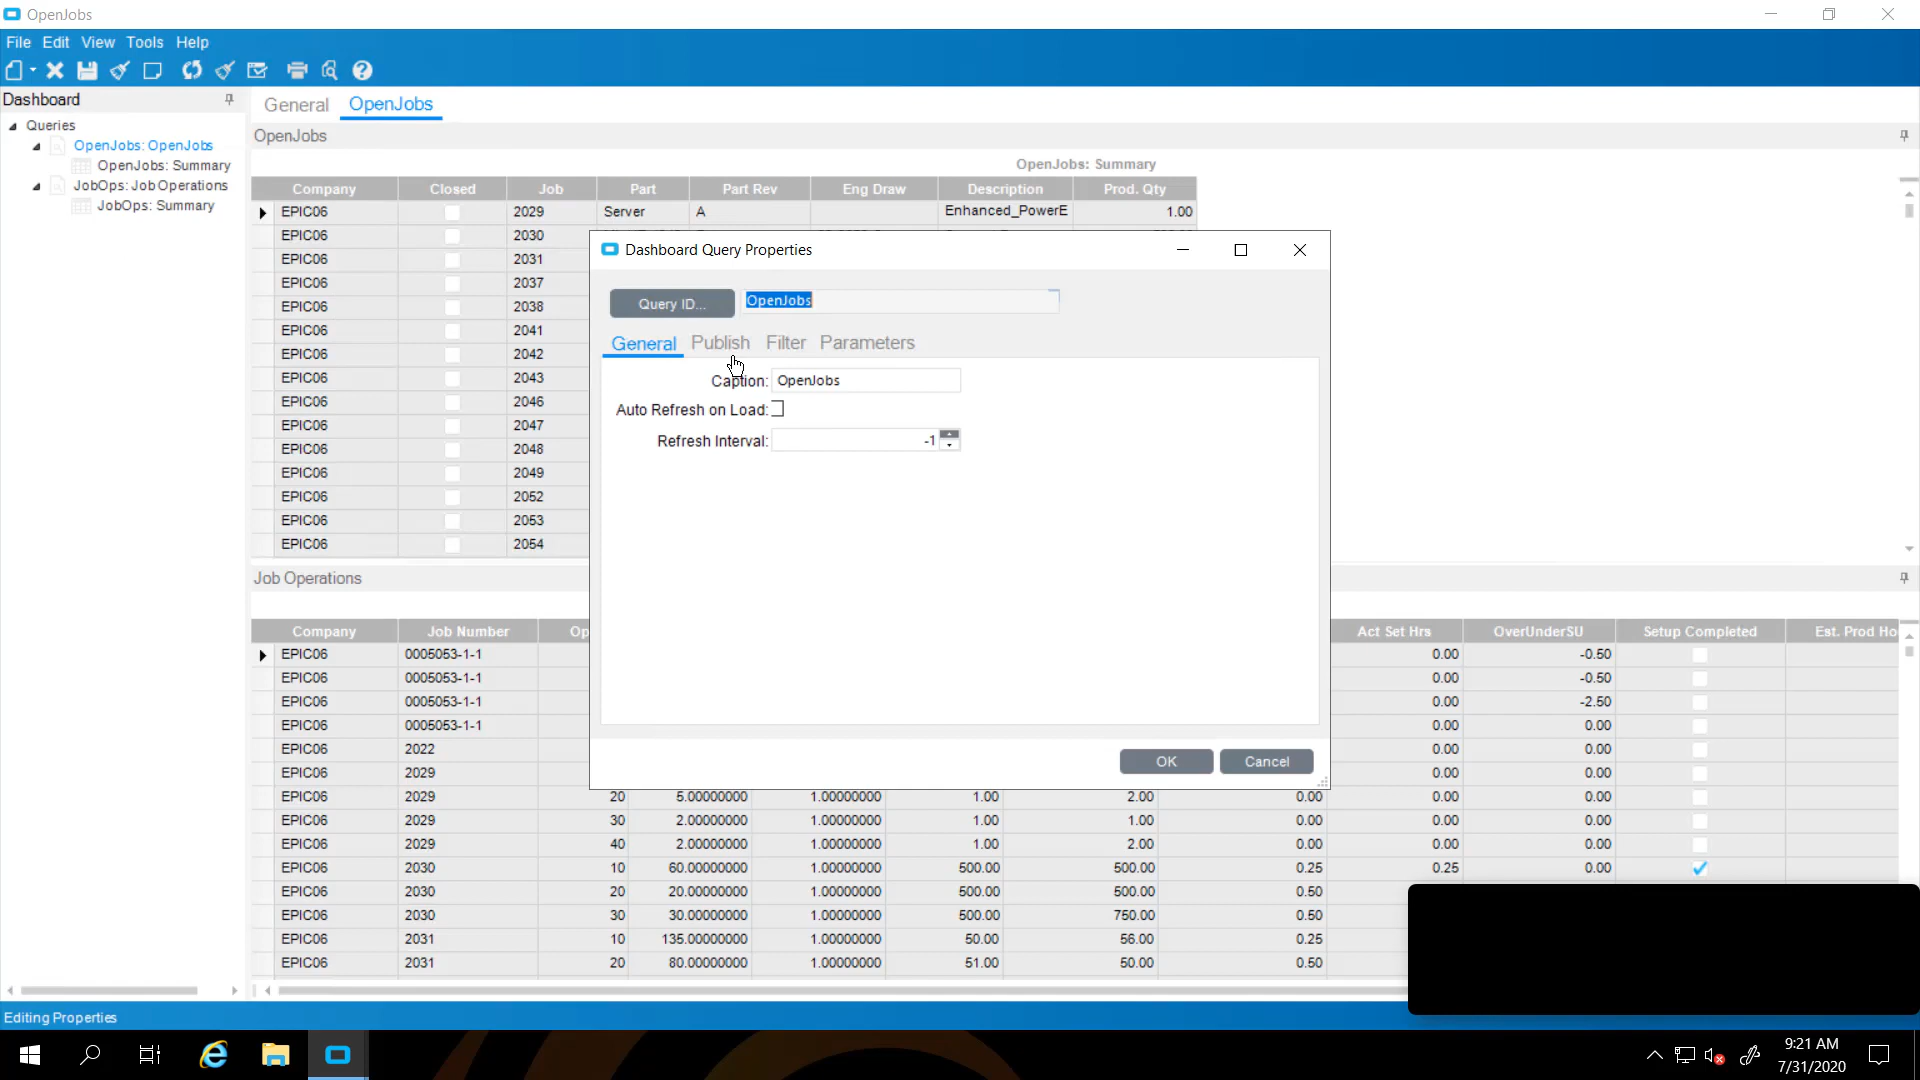 OpenJobs
File Edit View Tools Help
Dashboard
General OpenJobs
Queries
OpenJobs: OpenJobs
OpenJobs: Summary
JobOps: Job Operations
JobOps: Summary
OpenJobs
OpenJobs: Summary
Company Closed Job Part Part Rev Eng Draw Description Prod. Qty
EPIC06 2029 Server A Enhanced_PowerE 1.00
EPIC06 2030
EPIC06 2031
EPIC06 2037
EPIC06 2038
EPIC06 2041
EPIC06 2042
EPIC06 2043
EPIC06 2046
EPIC06 2047
EPIC06 2048
EPIC06 2049
EPIC06 2052
EPIC06 2053
EPIC06 2054
Dashboard Query Properties
Query ID... OpenJobs
General Publish Filter Parameters
Caption: OpenJobs
Auto Refresh on Load:
Refresh Interval: -1
OK Cancel
Job Operations
Company Job Number Op Act Set Hrs OverUnderSU Setup Completed Est. Prod Ho
EPIC06 0005053-1-1 0.00 -0.50
EPIC06 0005053-1-1 0.00 -0.50
EPIC06 0005053-1-1 0.00 -2.50
EPIC06 0005053-1-1 0.00 0.00
EPIC06 2022 0.00 0.00
EPIC06 2029 0.00 0.00
EPIC06 2029 20 5.00000000 1.00000000 1.00 2.00 0.00 0.00 0.00
EPIC06 2029 30 2.00000000 1.00000000 1.00 1.00 0.00 0.00 0.00
EPIC06 2029 40 2.00000000 1.00000000 1.00 2.00 0.00 0.00 0.00
EPIC06 2030 10 60.00000000 1.00000000 500.00 500.00 0.25 0.25 0.00
EPIC06 2030 20 20.00000000 1.00000000 500.00 500.00 0.50
EPIC06 2030 30 30.00000000 1.00000000 500.00 750.00 0.50
EPIC06 2031 10 135.00000000 1.00000000 50.00 56.00 0.25
EPIC06 2031 20 80.00000000 1.00000000 51.00 50.00 0.50
Editing Properties
9:21 AM
7/31/2020